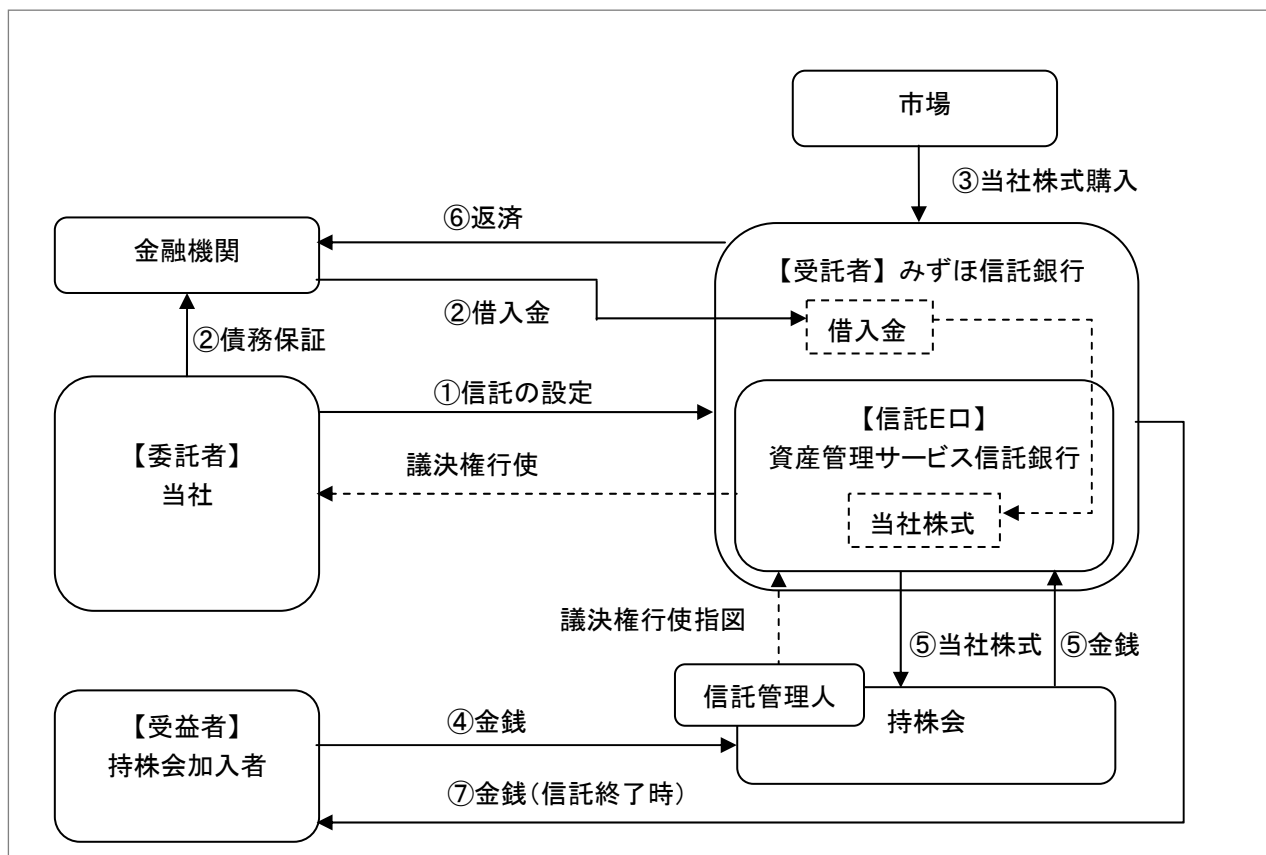 市場
③当社株式購入
⑥返済
金融機関
【受託者】みずほ信託銀行
②借入金
借入金
②債務保証
①信託の設定
【信託E口】
資産管理サービス信託銀行
【委託者】
当社
議決権行使
当社株式
議決権行使指図
⑤当社株式
⑤金銭
信託管理人
持株会
【受益者】
持株会加入者
④金銭
⑦金銭(信託終了時)